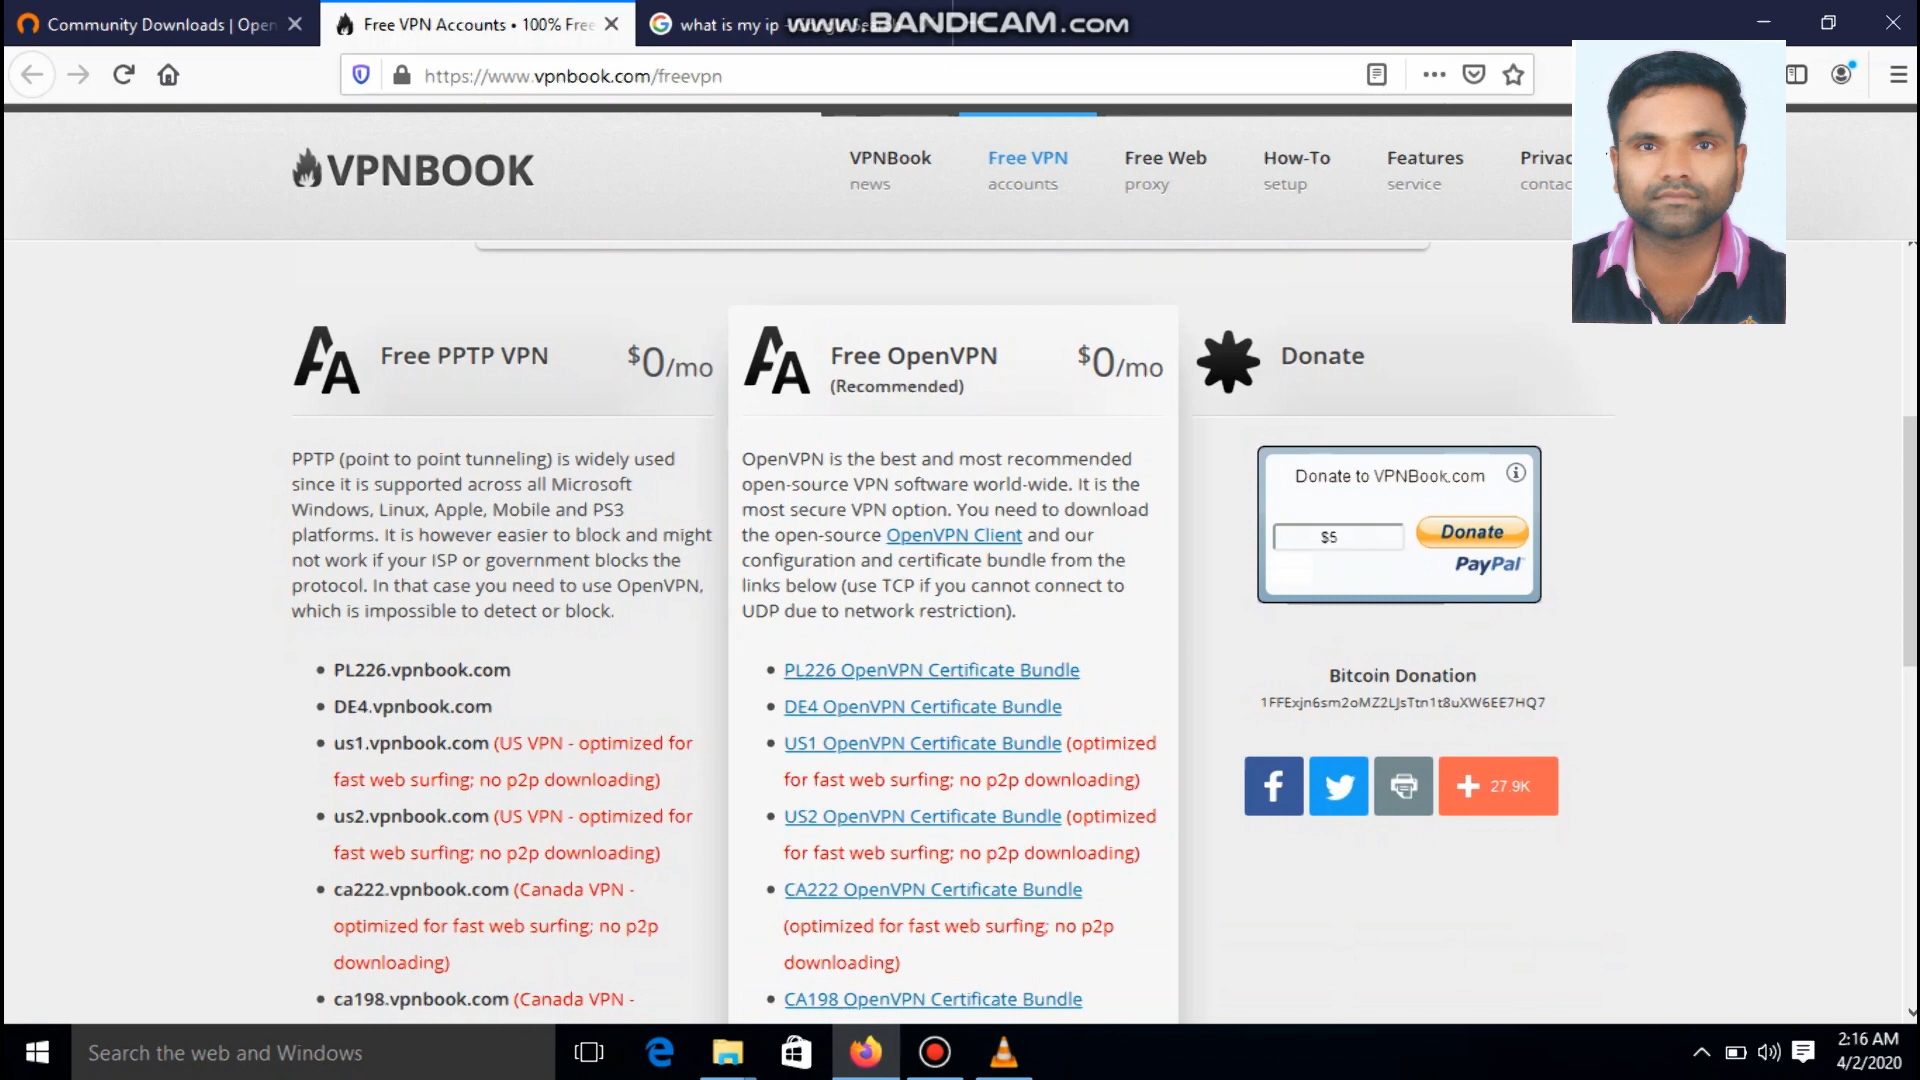 Community Downloads | Open
Free VPN Accounts • 100% Free
what is my ip
www.BANDICAM.com
https://www.vpnbook.com/freevpn
VPNBOOK
VPNBook
news
Free VPN
accounts
Free Web
proxy
How-To
setup
Features
service
Privac
contac
Free PPTP VPN
$0/mo
PPTP (point to point tunneling) is widely used
since it is supported across all Microsoft
Windows, Linux, Apple, Mobile and PS3
platforms. It is however easier to block and might
not work if your ISP or government blocks the
protocol. In that case you need to use OpenVPN,
which is impossible to detect or block.
• PL226.vpnbook.com
• DE4.vpnbook.com
• us1.vpnbook.com (US VPN - optimized for
fast web surfing; no p2p downloading)
• us2.vpnbook.com (US VPN - optimized for
fast web surfing; no p2p downloading)
• ca222.vpnbook.com (Canada VPN -
optimized for fast web surfing; no p2p
downloading)
• ca198.vpnbook.com (Canada VPN -
Free OpenVPN
(Recommended)
$0/mo
OpenVPN is the best and most recommended
open-source VPN software world-wide. It is the
most secure VPN option. You need to download
the open-source OpenVPN Client and our
configuration and certificate bundle from the
links below (use TCP if you cannot connect to
UDP due to network restriction).
• PL226 OpenVPN Certificate Bundle
• DE4 OpenVPN Certificate Bundle
• US1 OpenVPN Certificate Bundle (optimized
for fast web surfing; no p2p downloading)
• US2 OpenVPN Certificate Bundle (optimized
for fast web surfing; no p2p downloading)
• CA222 OpenVPN Certificate Bundle
(optimized for fast web surfing; no p2p
downloading)
• CA198 OpenVPN Certificate Bundle
Donate
Donate to VPNBook.com
$5
Donate
PayPal
Bitcoin Donation
1FFExjn6sm2oMZ2LJsTtn1t8uXW6EE7HQ7
27.9K
Search the web and Windows
2:16 AM
4/2/2020